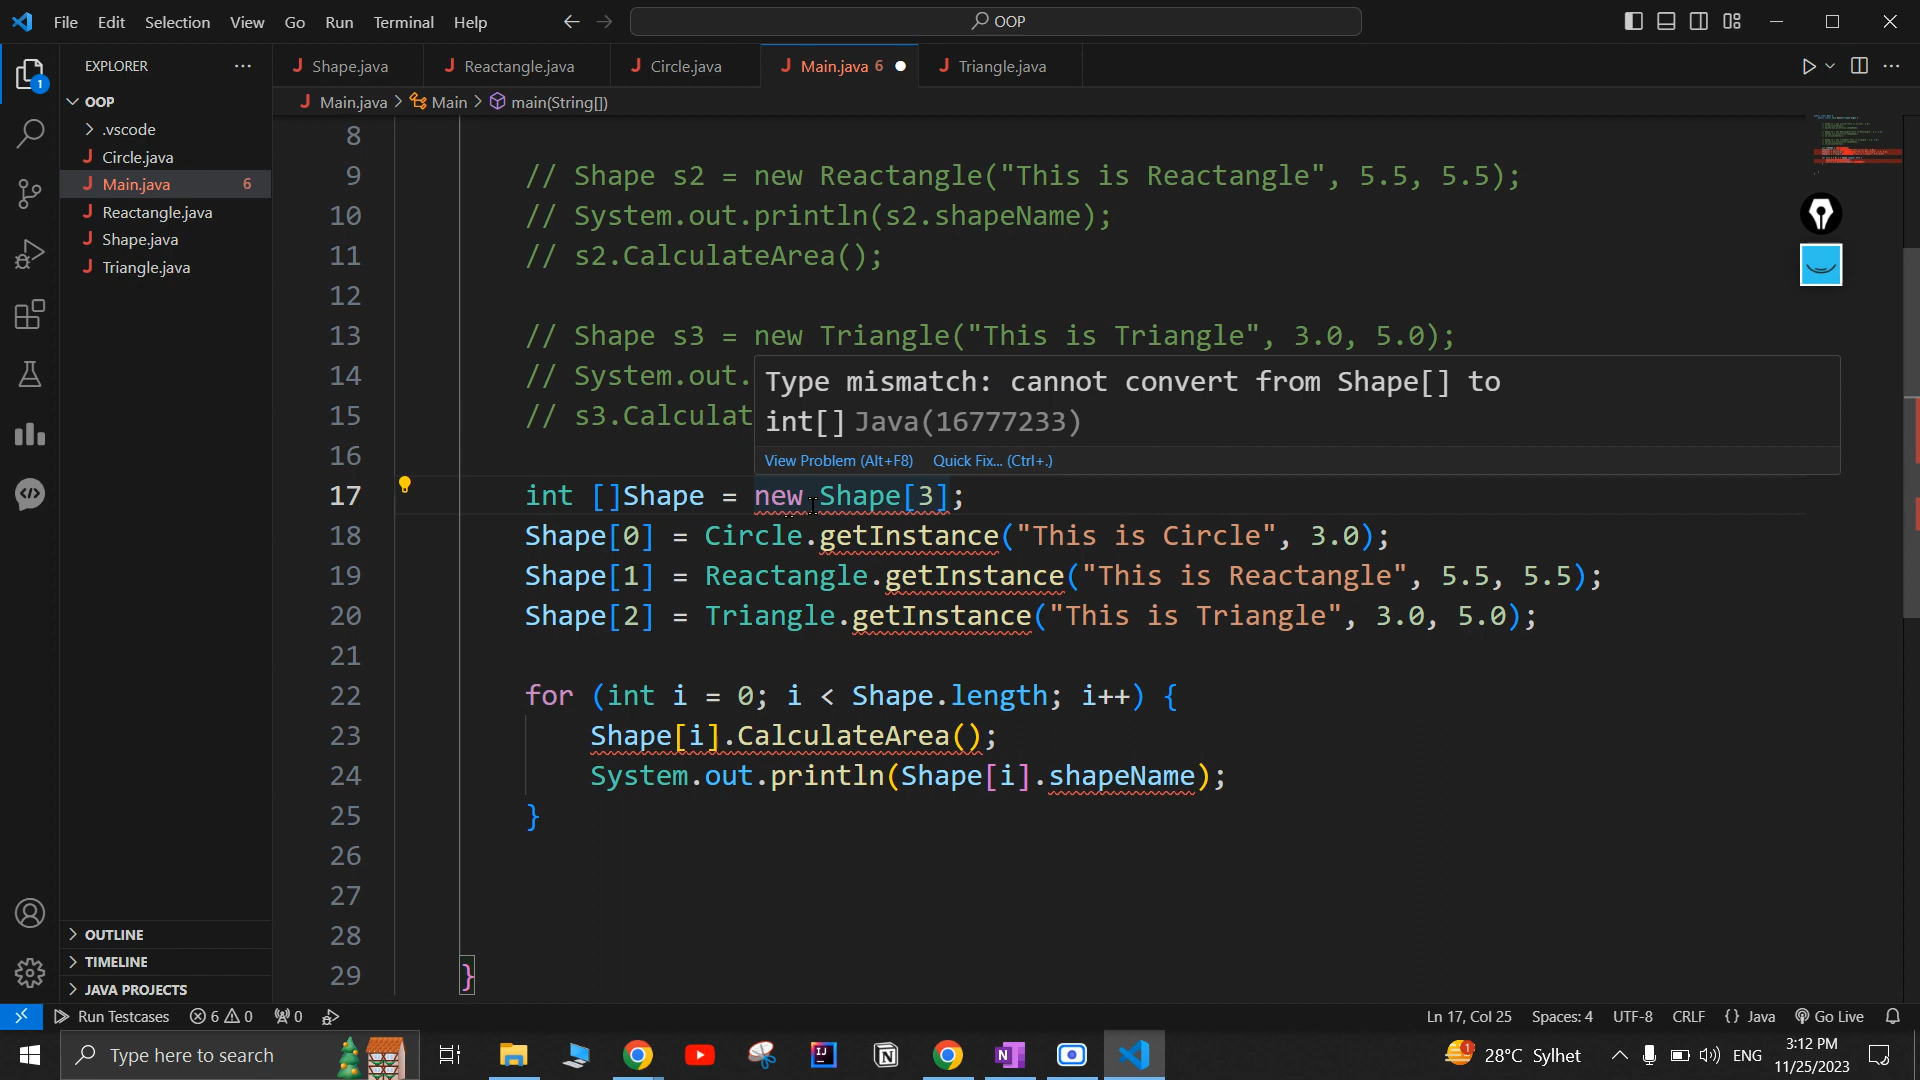 File Edit Selection View Go Run Terminal Help
OOP
EXPLORER
Shape.java
Reactangle.java
Circle.java
Main.java 6
Triangle.java
OOP
Main.java > Main > main(String[])
.vscode
Circle.java
Main.java 6
Reactangle.java
Shape.java
Triangle.java
1
8
9 // Shape s2 = new Reactangle("This is Reactangle", 5.5, 5.5);
10 // System.out.println(s2.shapeName);
11 // s2.CalculateArea();
12
13 // Shape s3 = new Triangle("This is Triangle", 3.0, 5.0);
14 // System.out.
15 // s3.Calculat
Type mismatch: cannot convert from Shape[] to
int[] Java(16777233)
View Problem (Alt+F8) Quick Fix... (Ctrl+.)
16
17 int []Shape = new Shape[3];
18 Shape[0] = Circle.getInstance("This is Circle", 3.0);
19 Shape[1] = Reactangle.getInstance("This is Reactangle", 5.5, 5.5);
20 Shape[2] = Triangle.getInstance("This is Triangle", 3.0, 5.0);
21
22 for (int i = 0; i < Shape.length; i++) {
23 Shape[i].CalculateArea();
24 System.out.println(Shape[i].shapeName);
25 }
26
27
28
29 }
OUTLINE
TIMELINE
JAVA PROJECTS
Run Testcases 6 0 0
Ln 17, Col 25 Spaces: 4 UTF-8 CRLF {} Java Go Live
Type here to search
1 28°C Sylhet
ENG
3:12 PM
11/25/2023